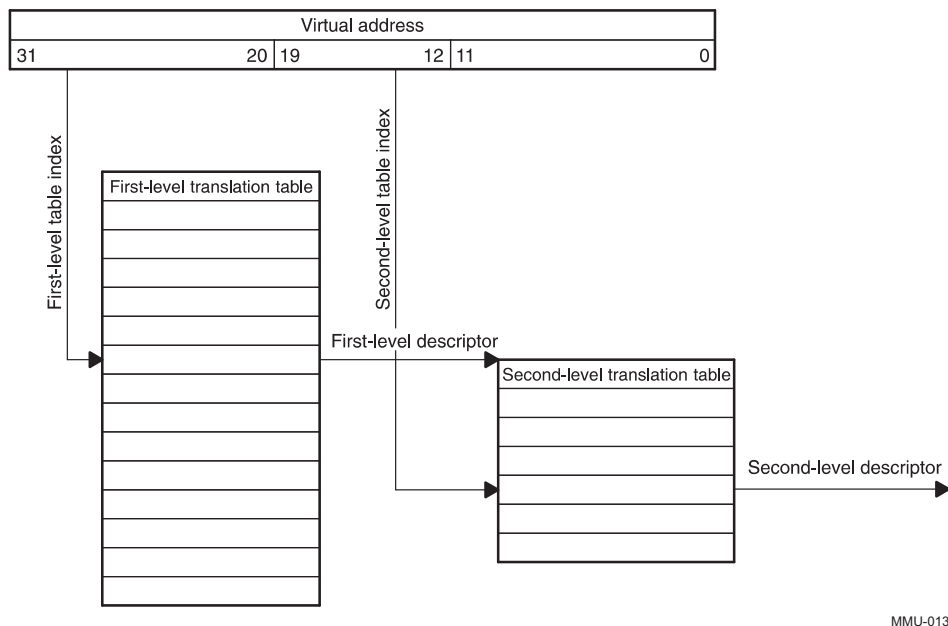 Virtual address
31 20 19 12 11 0
First-level table index
Second-level table index
First-level translation table
First-level descriptor
Second-level translation table
Second-level descriptor
MMU-013